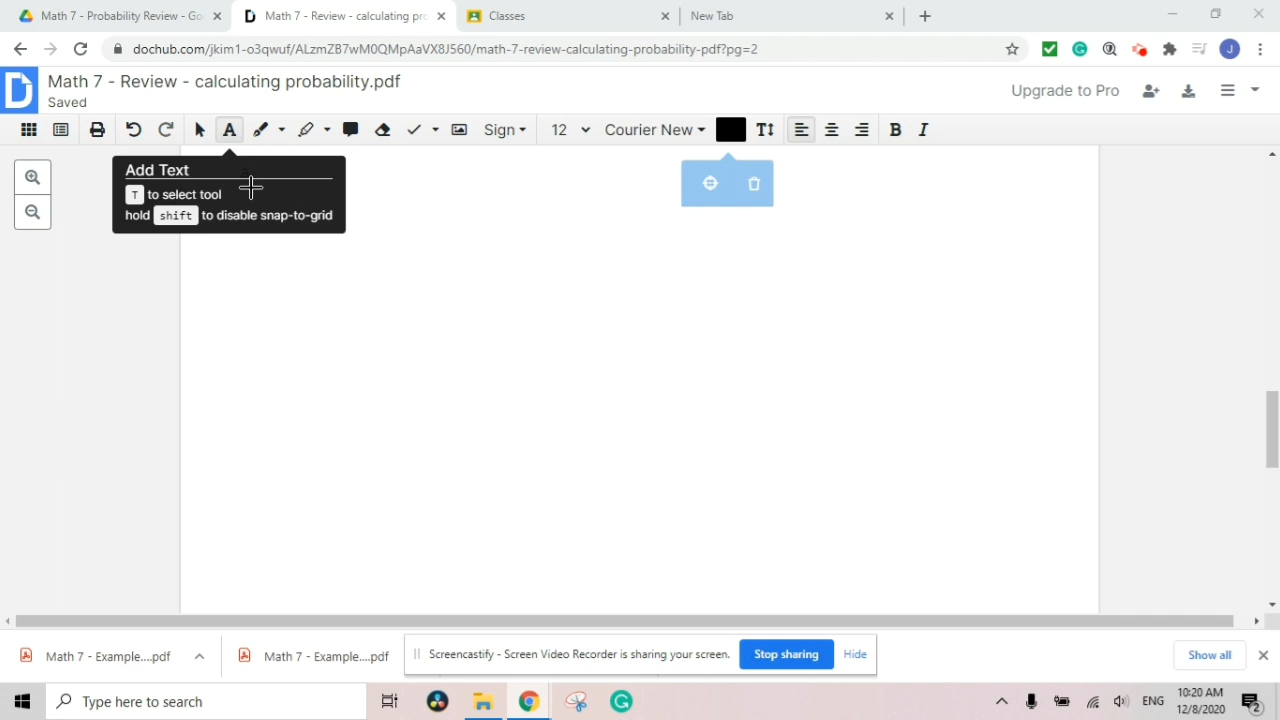 Math 7 - Probability Review - Go
Math 7 - Review - calculating pro
Classes
New Tab
dochub.com/jkim1-o3qwuf/ALzmZB7wM0QMpAaVX8J560/math-7-review-calculating-probability-pdf?pg=2
J
Math 7 - Review - calculating probability.pdf
Saved
Upgrade to Pro
A
Sign
12
Courier New
B
I
Add Text
T to select tool
hold shift to disable snap-to-grid
Math 7 - Example....pdf
Math 7 - Example....pdf
Screencastify - Screen Video Recorder is sharing your screen.
Stop sharing
Hide
Show all
Type here to search
ENG
10:20 AM
12/8/2020
2